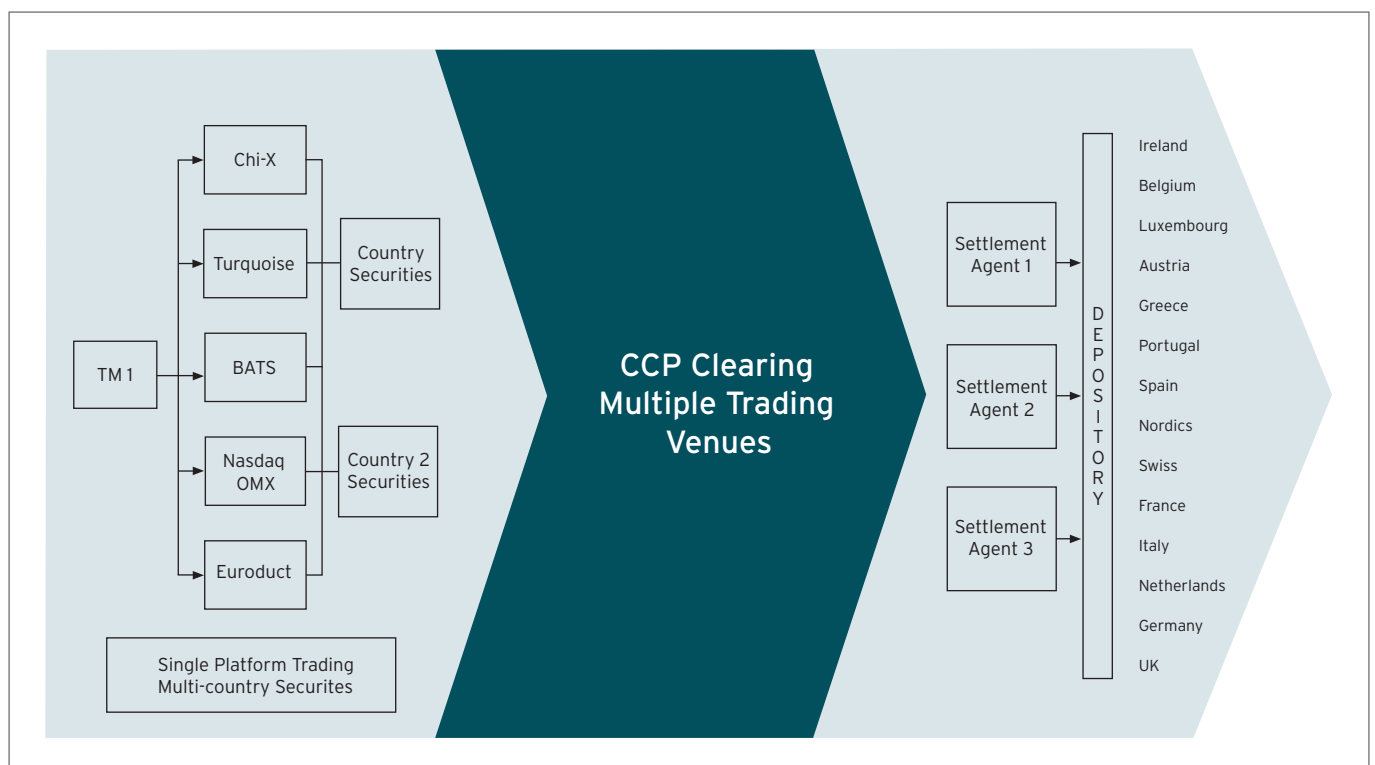 Chi-X
Turquoise
Country
Securities
TM 1
BATS
Nasdaq
OMX
Country 2
Securities
Euroduct
Single Platform Trading
Multi-country Securites
CCP Clearing
Multiple Trading
Venues
Settlement
Agent 1
Settlement
Agent 2
Settlement
Agent 3
DEPOSITORY
Ireland
Belgium
Luxembourg
Austria
Greece
Portugal
Spain
Nordics
Swiss
France
Italy
Netherlands
Germany
UK